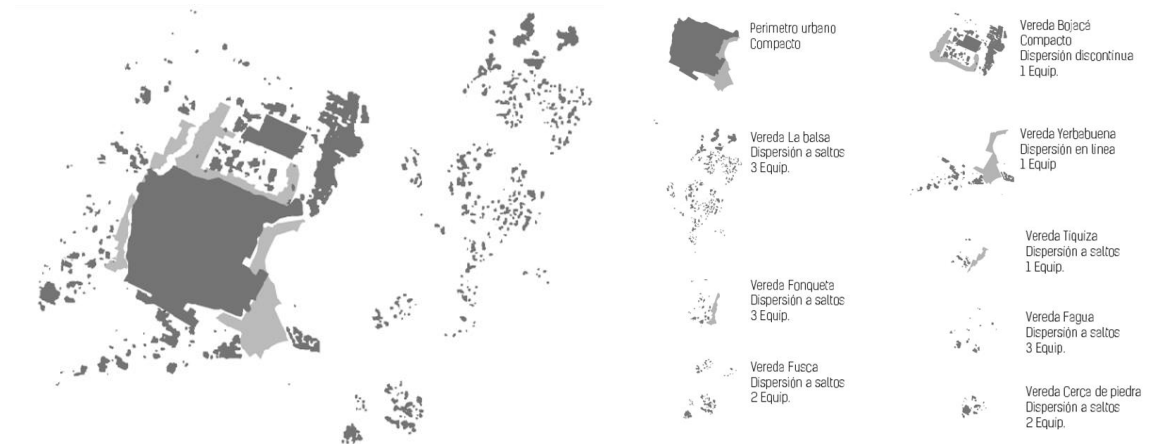 Perimetro urbano
Compacto
Vereda La balsa
Dispersión a saltos
3 Equip.
Vereda Fonqueta
Dispersión a saltos
3 Equip.
Vereda Fusca
Dispersión a saltos
2 Equip.
Vereda Bojacá
Compacto
Dispersión discontinua
1 Equip.
Vereda Yerbabuena
Dispersión en linea
1 Equip
Vereda Tiquiza
Dispersión a saltos
1 Equip.
Vereda Fagua
Dispersión a saltos
3 Equip.
Vereda Cerca de piedra
Dispersión a saltos
2 Equip.